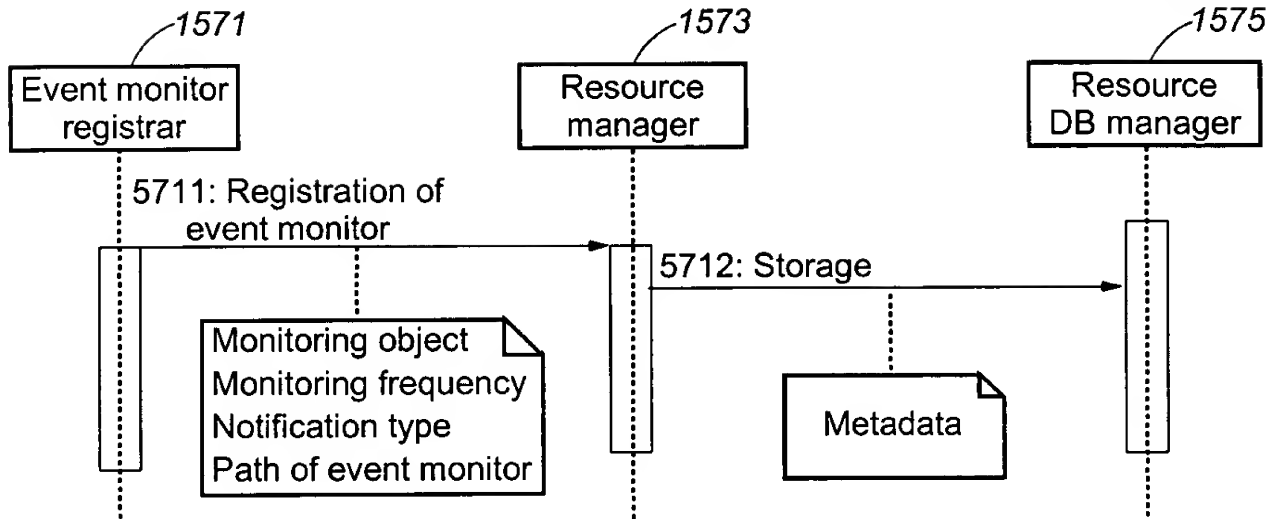 1571
1573
1575
Event monitor
registrar
Resource
manager
Resource
DB manager
5711: Registration of
event monitor
5712: Storage
Monitoring object
Monitoring frequency
Notification type
Path of event monitor
Metadata